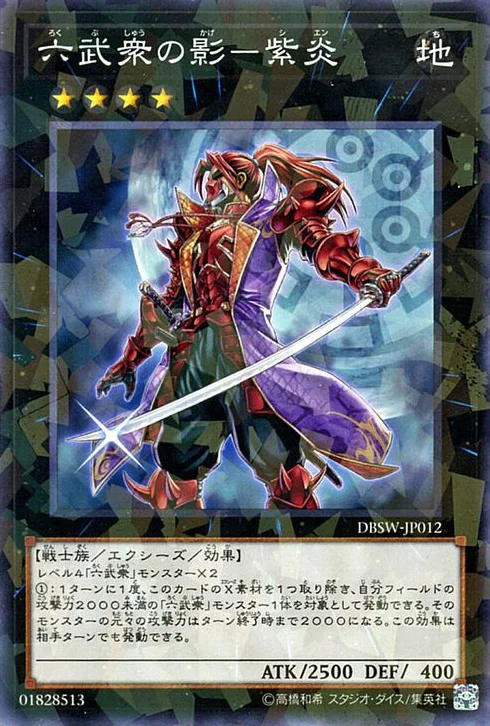 六武衆の影－紫炎 地
DBSW-JP012
【戦士族／エクシーズ／効果】
レベル４「六武衆」モンスター×２
①：１ターンに１度、このカードのＸ素材を１つ取り除き、自分フィールドの
攻撃力２０００未満の「六武衆」モンスター１体を対象として発動できる。その
モンスターの元々の攻撃力はターン終了時まで２０００になる。この効果は
相手ターンでも発動できる。
ATK/2500 DEF/ 400
01828513 ©高橋和希 スタジオ・ダイス/集英社